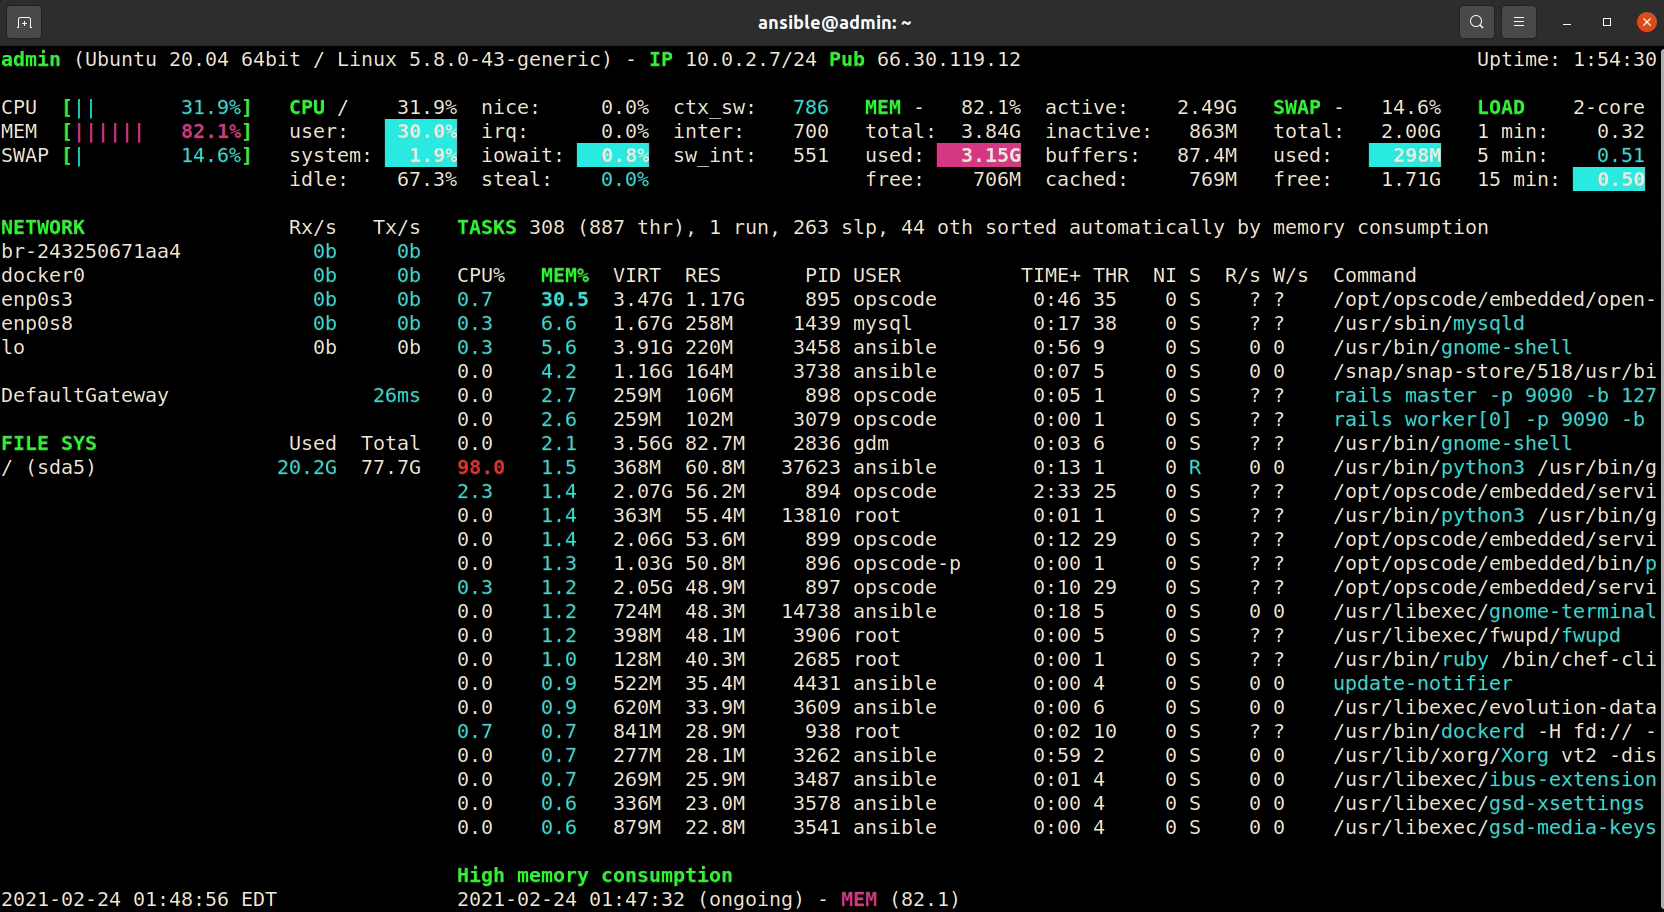 ansible@admin: ~
admin (Ubuntu 20.04 64bit / Linux 5.8.0-43-generic) - IP 10.0.2.7/24 Pub 66.30.119.12 Uptime: 1:54:30
CPU [|| 31.9%] CPU / 31.9% nice: 0.0% ctx_sw: 786 MEM - 82.1% active: 2.49G SWAP - 14.6% LOAD 2-core
MEM [|||||| 82.1%] user: 30.0% irq: 0.0% inter: 700 total: 3.84G inactive: 863M total: 2.00G 1 min: 0.32
SWAP [| 14.6%] system: 1.9% iowait: 0.8% sw_int: 551 used: 3.15G buffers: 87.4M used: 298M 5 min: 0.51
idle: 67.3% steal: 0.0% free: 706M cached: 769M free: 1.71G 15 min: 0.50
NETWORK Rx/s Tx/s TASKS 308 (887 thr), 1 run, 263 slp, 44 oth sorted automatically by memory consumption
br-243250671aa4 0b 0b
docker0 0b 0b CPU% MEM% VIRT RES PID USER TIME+ THR NI S R/s W/s Command
enp0s3 0b 0b 0.7 30.5 3.47G 1.17G 895 opscode 0:46 35 0 S ? ? /opt/opscode/embedded/open-
enp0s8 0b 0b 0.3 6.6 1.67G 258M 1439 mysql 0:17 38 0 S ? ? /usr/sbin/mysqld
lo 0b 0b 0.3 5.6 3.91G 220M 3458 ansible 0:56 9 0 S 0 0 /usr/bin/gnome-shell
0.0 4.2 1.16G 164M 3738 ansible 0:07 5 0 S 0 0 /snap/snap-store/518/usr/bi
DefaultGateway 26ms 0.0 2.7 259M 106M 898 opscode 0:05 1 0 S ? ? rails master -p 9090 -b 127
0.0 2.6 259M 102M 3079 opscode 0:00 1 0 S ? ? rails worker[0] -p 9090 -b
FILE SYS Used Total 0.0 2.1 3.56G 82.7M 2836 gdm 0:03 6 0 S ? ? /usr/bin/gnome-shell
/ (sda5) 20.2G 77.7G 98.0 1.5 368M 60.8M 37623 ansible 0:13 1 0 R 0 0 /usr/bin/python3 /usr/bin/g
2.3 1.4 2.07G 56.2M 894 opscode 2:33 25 0 S ? ? /opt/opscode/embedded/servi
0.0 1.4 363M 55.4M 13810 root 0:01 1 0 S ? ? /usr/bin/python3 /usr/bin/g
0.0 1.4 2.06G 53.6M 899 opscode 0:12 29 0 S ? ? /opt/opscode/embedded/servi
0.0 1.3 1.03G 50.8M 896 opscode-p 0:00 1 0 S ? ? /opt/opscode/embedded/bin/p
0.3 1.2 2.05G 48.9M 897 opscode 0:10 29 0 S ? ? /opt/opscode/embedded/servi
0.0 1.2 724M 48.3M 14738 ansible 0:18 5 0 S 0 0 /usr/libexec/gnome-terminal
0.0 1.2 398M 48.1M 3906 root 0:00 5 0 S ? ? /usr/libexec/fwupd/fwupd
0.0 1.0 128M 40.3M 2685 root 0:00 1 0 S ? ? /usr/bin/ruby /bin/chef-cli
0.0 0.9 522M 35.4M 4431 ansible 0:00 4 0 S 0 0 update-notifier
0.0 0.9 620M 33.9M 3609 ansible 0:00 6 0 S 0 0 /usr/libexec/evolution-data
0.7 0.7 841M 28.9M 938 root 0:02 10 0 S ? ? /usr/bin/dockerd -H fd:// -
0.0 0.7 277M 28.1M 3262 ansible 0:59 2 0 S 0 0 /usr/lib/xorg/Xorg vt2 -dis
0.0 0.7 269M 25.9M 3487 ansible 0:01 4 0 S 0 0 /usr/libexec/ibus-extension
0.0 0.6 336M 23.0M 3578 ansible 0:00 4 0 S 0 0 /usr/libexec/gsd-xsettings
0.0 0.6 879M 22.8M 3541 ansible 0:00 4 0 S 0 0 /usr/libexec/gsd-media-keys
High memory consumption
2021-02-24 01:48:56 EDT 2021-02-24 01:47:32 (ongoing) - MEM (82.1)